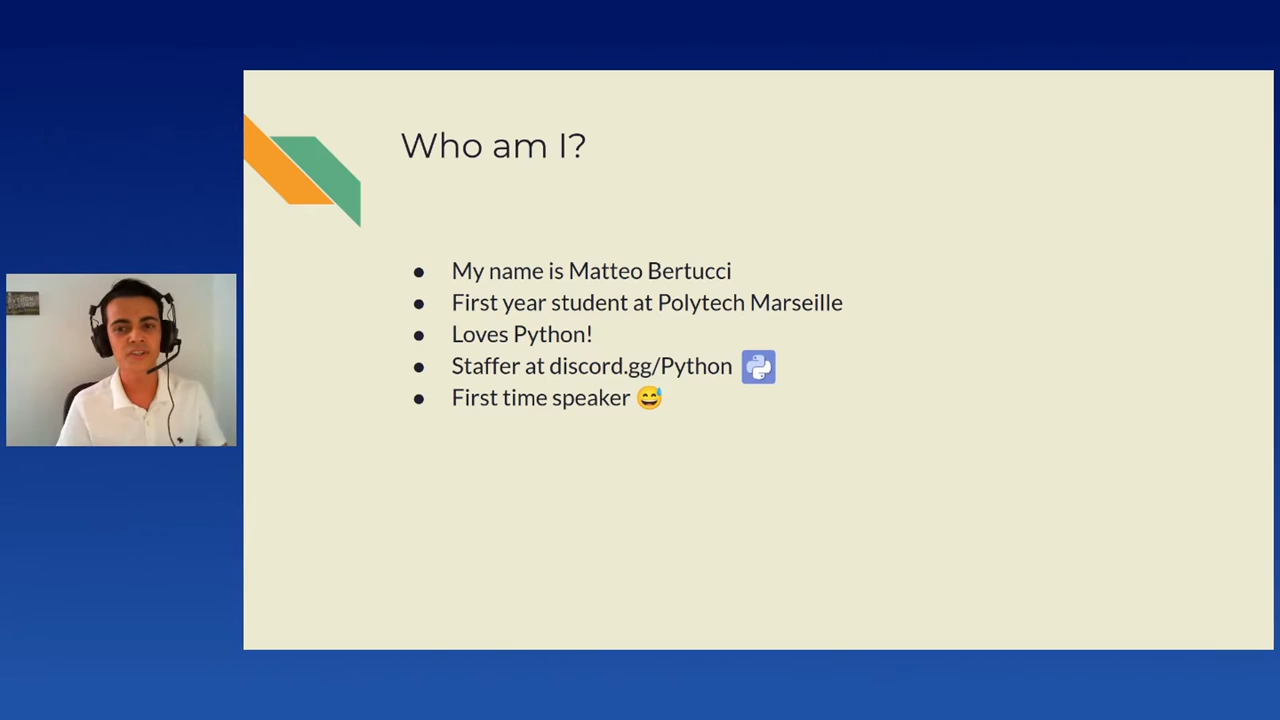 Who am I?
● My name is Matteo Bertucci
● First year student at Polytech Marseille
● Loves Python!
● Staffer at discord.gg/Python
● First time speaker 😅